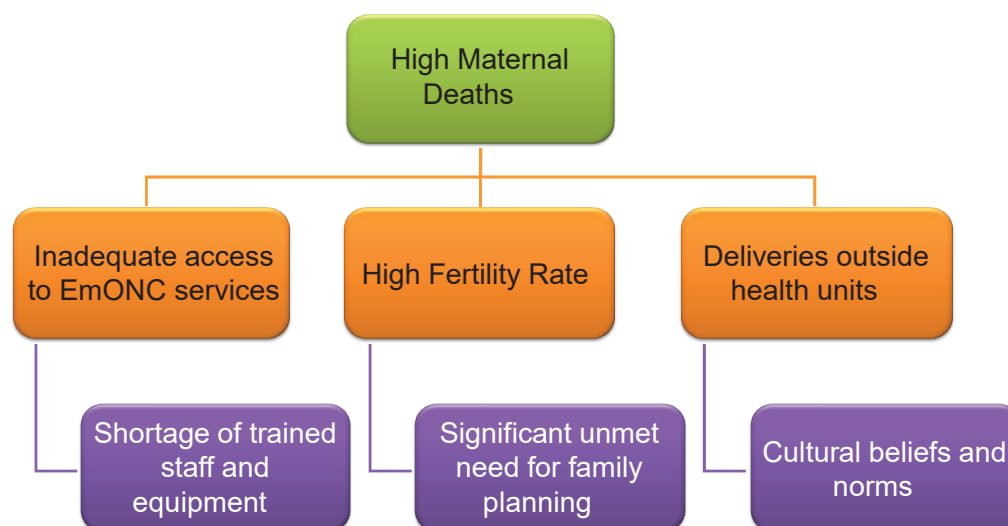 High Maternal
Deaths
Inadequate access
to EmONC services
High Fertility Rate
Deliveries outside
health units
Shortage of trained
staff and
equipment
Significant unmet
need for family
planning
Cultural beliefs and
norms